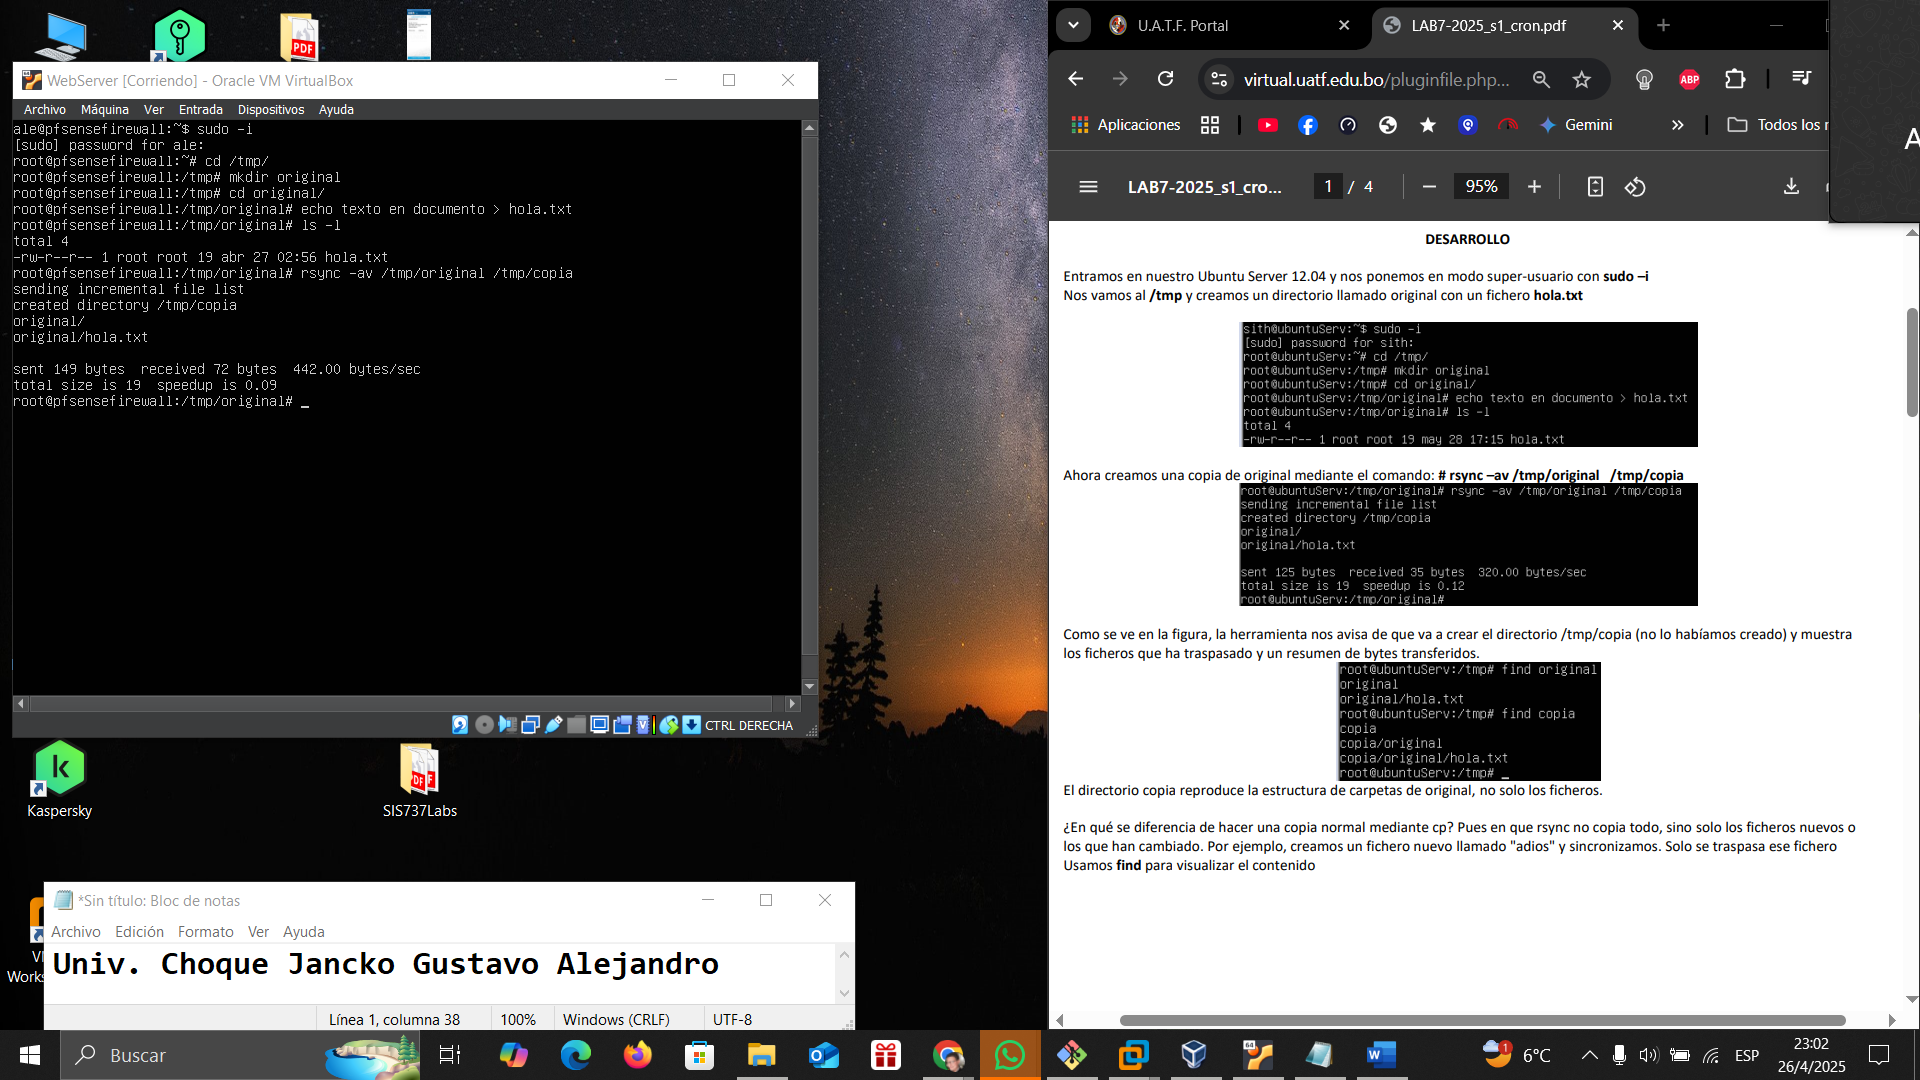 WebServer [Corriendo] - Oracle VM VirtualBox
Archivo Máquina Ver Entrada Dispositivos Ayuda
ale@pfsensefirewall:~$ sudo -i
[sudo] password for ale:
root@pfsensefirewall:~# cd /tmp/
root@pfsensefirewall:/tmp# mkdir original
root@pfsensefirewall:/tmp# cd original/
root@pfsensefirewall:/tmp/original# echo texto en documento > hola.txt
root@pfsensefirewall:/tmp/original# ls -l
total 4
-rw-r--r-- 1 root root 19 abr 27 02:56 hola.txt
root@pfsensefirewall:/tmp/original# rsync -av /tmp/original /tmp/copia
sending incremental file list
created directory /tmp/copia
original/
original/hola.txt
sent 149 bytes  received 72 bytes  442.00 bytes/sec
total size is 19  speedup is 0.09
root@pfsensefirewall:/tmp/original# _
CTRL DERECHA
Kaspersky
SIS737Labs
*Sin título: Bloc de notas
Archivo Edición Formato Ver Ayuda
Univ. Choque Jancko Gustavo Alejandro
Línea 1, columna 38 100% Windows (CRLF) UTF-8
U.A.T.F. Portal
LAB7-2025_s1_cron.pdf
virtual.uatf.edu.bo/pluginfile.php...
ABP
Aplicaciones
Gemini
»
Todos los
LAB7-2025_s1_cro...
1 / 4
95%
DESARROLLO
Entramos en nuestro Ubuntu Server 12.04 y nos ponemos en modo super-usuario con sudo –i
Nos vamos al /tmp y creamos un directorio llamado original con un fichero hola.txt
sith@ubuntuServ:~$ sudo -i
[sudo] password for sith:
root@ubuntuServ:~# cd /tmp/
root@ubuntuServ:/tmp# mkdir original
root@ubuntuServ:/tmp# cd original/
root@ubuntuServ:/tmp/original# echo texto en documento > hola.txt
root@ubuntuServ:/tmp/original# ls -l
total 4
-rw-r--r-- 1 root root 19 may 28 17:15 hola.txt
Ahora creamos una copia de original mediante el comando: # rsync –av /tmp/original /tmp/copia
root@ubuntuServ:/tmp/original# rsync -av /tmp/original /tmp/copia
sending incremental file list
created directory /tmp/copia
original/
original/hola.txt
sent 125 bytes  received 35 bytes  320.00 bytes/sec
total size is 19  speedup is 0.12
root@ubuntuServ:/tmp/original#
Como se ve en la figura, la herramienta nos avisa de que va a crear el directorio /tmp/copia (no lo habíamos creado) y muestra
los ficheros que ha traspasado y un resumen de bytes transferidos.
root@ubuntuServ:/tmp# find original
original
original/hola.txt
root@ubuntuServ:/tmp# find copia
copia
copia/original
copia/original/hola.txt
root@ubuntuServ:/tmp# _
El directorio copia reproduce la estructura de carpetas de original, no solo los ficheros.
¿En qué se diferencia de hacer una copia normal mediante cp? Pues en que rsync no copia todo, sino solo los ficheros nuevos o
los que han cambiado. Por ejemplo, creamos un fichero nuevo llamado "adios" y sincronizamos. Solo se traspasa ese fichero
Usamos find para visualizar el contenido
Buscar
6°C
ESP
23:02
26/4/2025